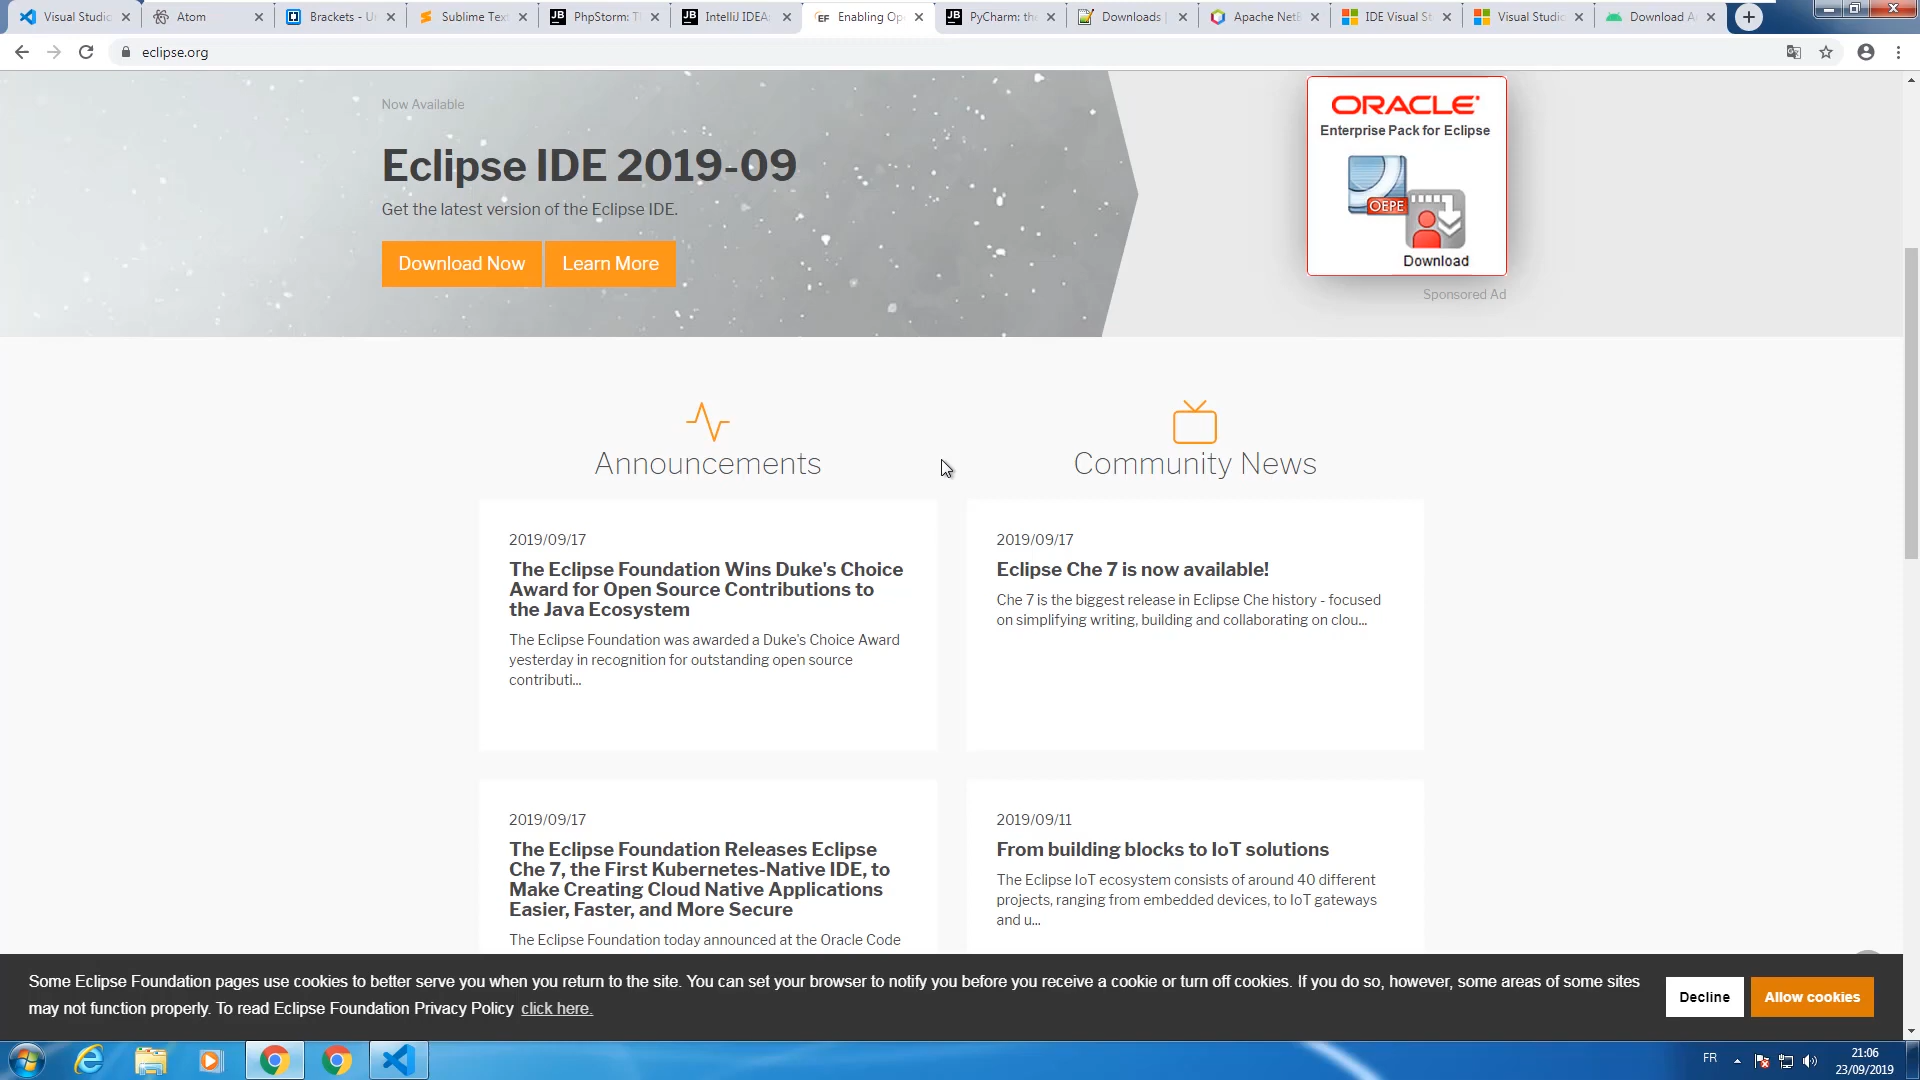 Visual Studio
Atom
Brackets - U
Sublime Text
JB
PhpStorm: T
JB
IntelliJ IDEA
EF
Enabling Op
JB
PyCharm: the
Downloads |
Apache NetB
IDE Visual St
Visual Studio
Download A
eclipse.org
Now Available
Eclipse IDE 2019-09
Get the latest version of the Eclipse IDE.
Download Now
Learn More
ORACLE
Enterprise Pack for Eclipse
OEPE
Download
Sponsored Ad
Announcements
2019/09/17
The Eclipse Foundation Wins Duke's Choice
Award for Open Source Contributions to
the Java Ecosystem
The Eclipse Foundation was awarded a Duke's Choice Award
yesterday in recognition for outstanding open source
contributi...
2019/09/17
The Eclipse Foundation Releases Eclipse
Che 7, the First Kubernetes-Native IDE, to
Make Creating Cloud Native Applications
Easier, Faster, and More Secure
The Eclipse Foundation today announced at the Oracle Code
Community News
2019/09/17
Eclipse Che 7 is now available!
Che 7 is the biggest release in Eclipse Che history - focused
on simplifying writing, building and collaborating on clou...
2019/09/11
From building blocks to IoT solutions
The Eclipse IoT ecosystem consists of around 40 different
projects, ranging from embedded devices, to IoT gateways
and u...
Some Eclipse Foundation pages use cookies to better serve you when you return to the site. You can set your browser to notify you before you receive a cookie or turn off cookies. If you do so, however, some areas of some sites
may not function properly. To read Eclipse Foundation Privacy Policy click here.
Decline
Allow cookies
FR
21:06
23/09/2019